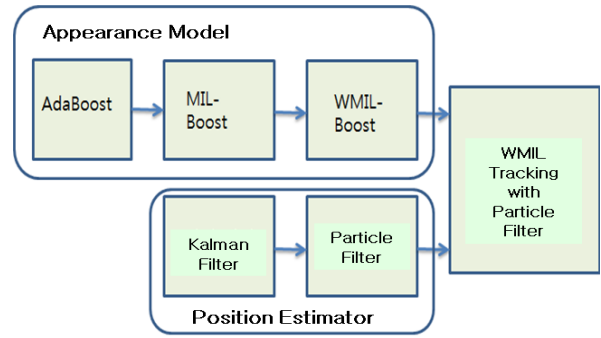 Appearance Model
AdaBoost
MIL-
Boost
WMIL-
Boost
WMIL
Tracking
with
Particle
Filter
Kalman
Filter
Particle
Filter
Position Estimator